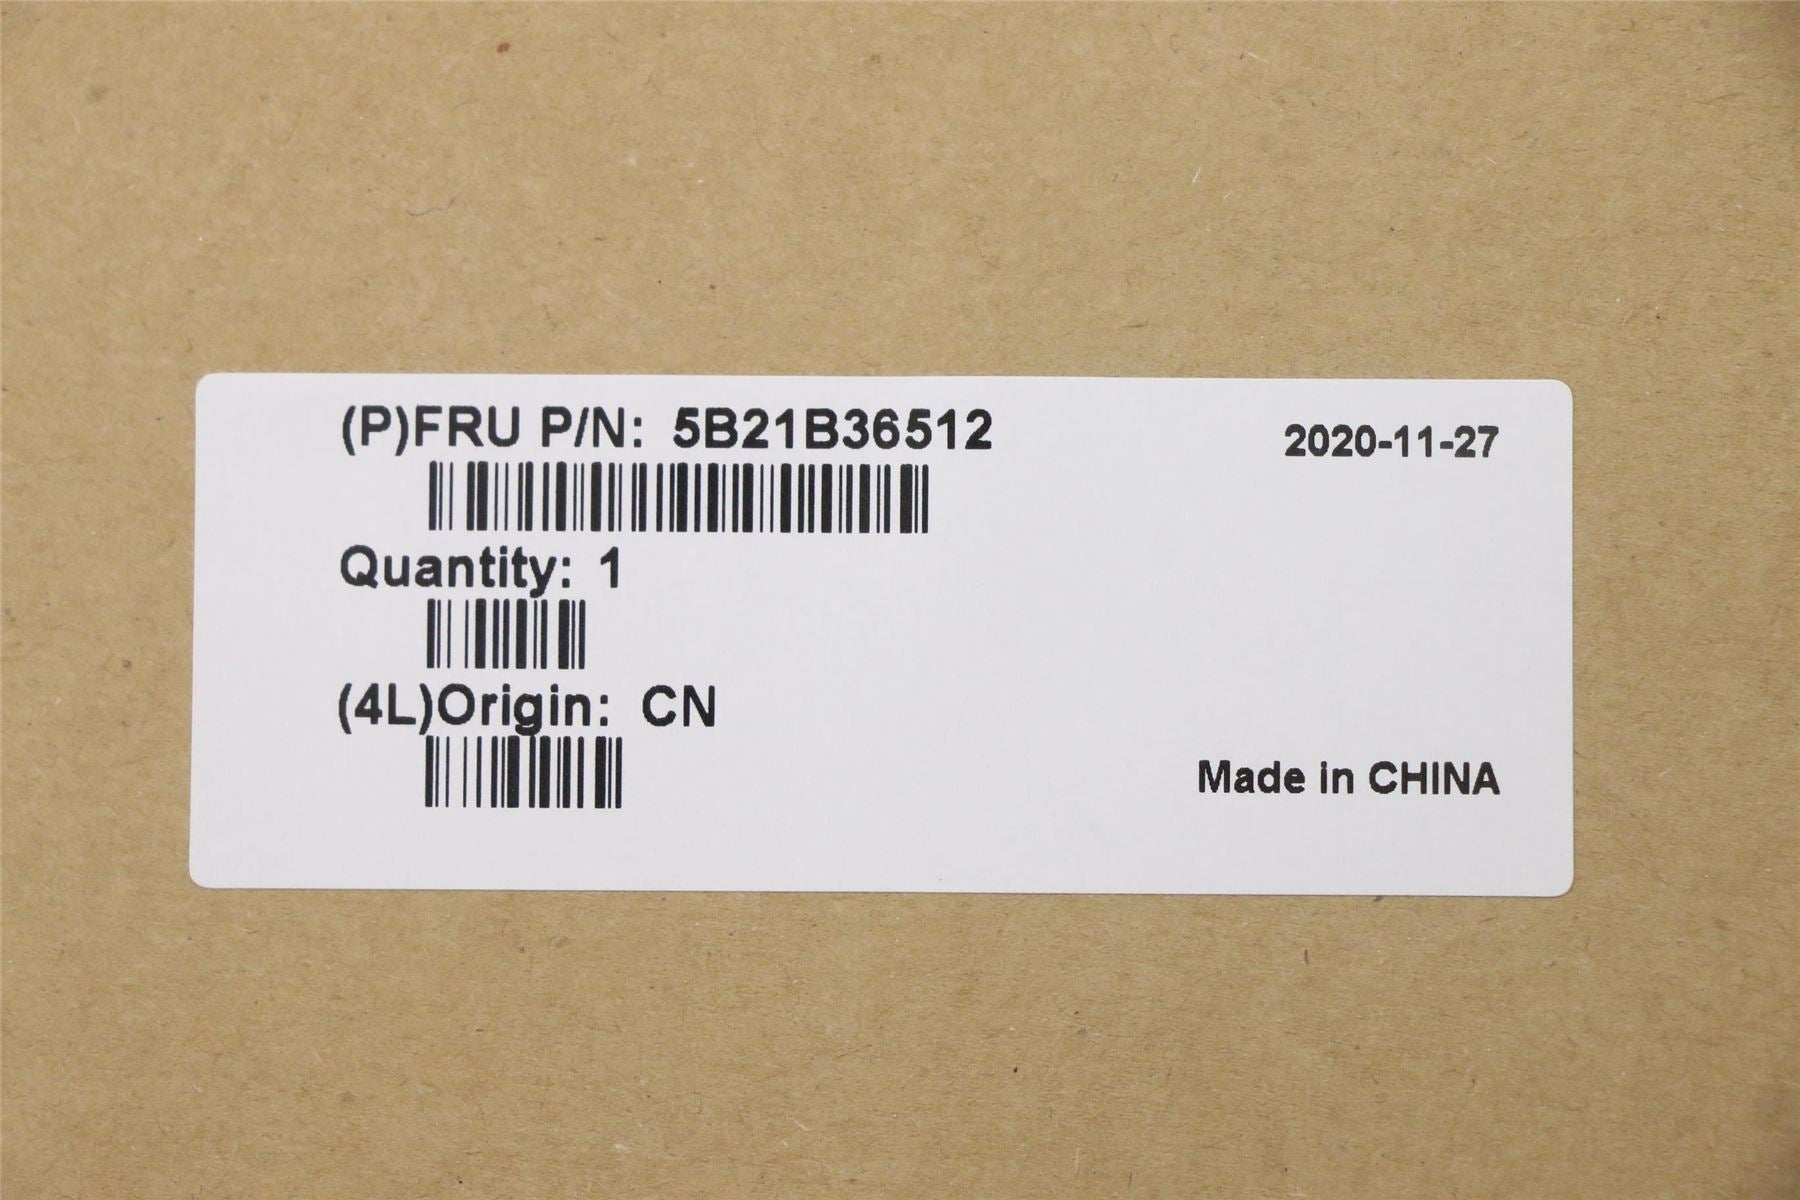 (P)FRU P/N: 5B21B36512
2020-11-27
Quantity: 1
(4L)Origin: CN
Made in CHINA